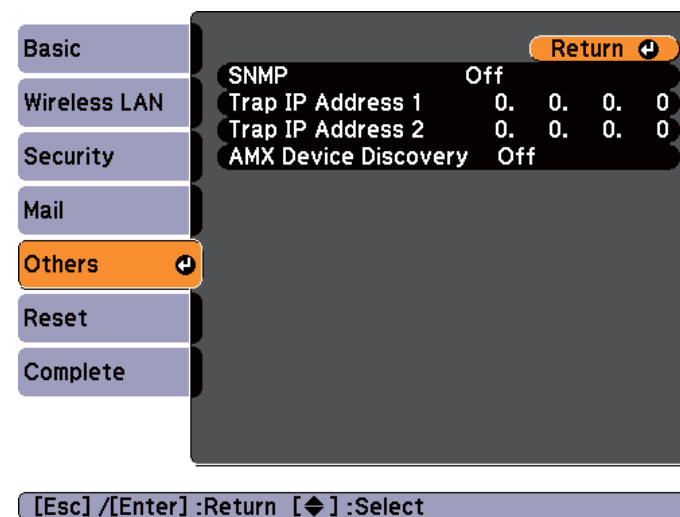 Basic
Wireless LAN
Security
Mail
Others
Reset
Complete
Return
SNMP Off
Trap IP Address 1 0. 0. 0. 0
Trap IP Address 2 0. 0. 0. 0
AMX Device Discovery Off
[Esc] /[Enter] :Return [◆] :Select